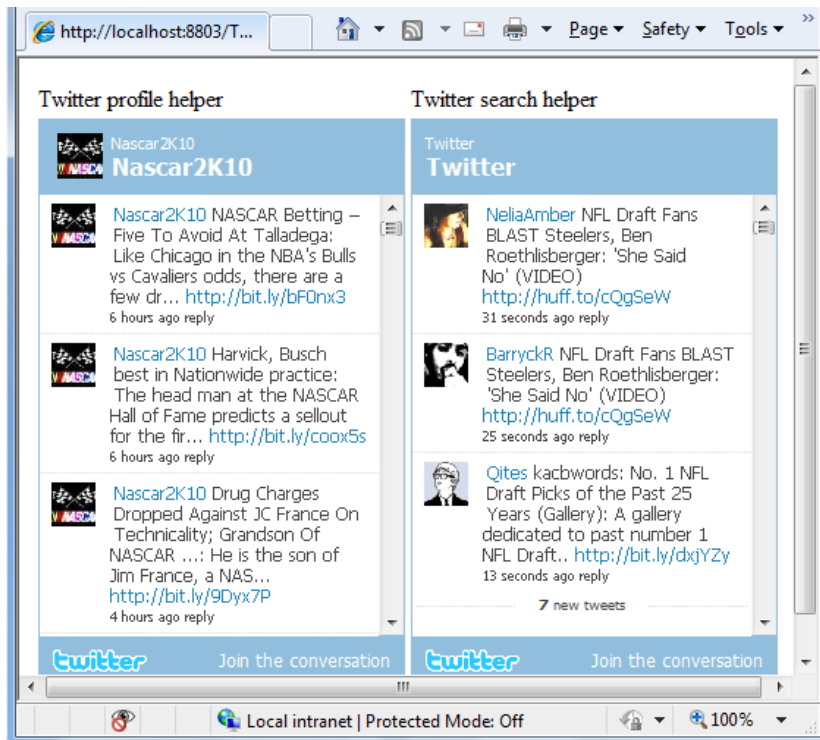 http://localhost:8803/T...
Page
Safety
Tools
»
Twitter profile helper
Nascar2K10
Nascar2K10
Nascar2K10 NASCAR Betting –
Five To Avoid At Talladega:
Like Chicago in the NBA's Bulls
vs Cavaliers odds, there are a
few dr... http://bit.ly/bF0nx3
6 hours ago reply
Nascar2K10 Harvick, Busch
best in Nationwide practice:
The head man at the NASCAR
Hall of Fame predicts a sellout
for the fir... http://bit.ly/coox5s
6 hours ago reply
Nascar2K10 Drug Charges
Dropped Against JC France On
Technicality; Grandson Of
NASCAR ...: He is the son of
Jim France, a NAS...
http://bit.ly/9Dyx7P
4 hours ago reply
twitter
Join the conversation
Twitter search helper
Twitter
Twitter
NeliaAmber NFL Draft Fans
BLAST Steelers, Ben
Roethlisberger: 'She Said
No' (VIDEO)
http://huff.to/cQgSeW
31 seconds ago reply
BarryckR NFL Draft Fans BLAST
Steelers, Ben Roethlisberger:
'She Said No' (VIDEO)
http://huff.to/cQgSeW
25 seconds ago reply
Qites kacbwords: No. 1 NFL
Draft Picks of the Past 25
Years (Gallery): A gallery
dedicated to past number 1
NFL Draft.. http://bit.ly/dxjYZy
13 seconds ago reply
7 new tweets
twitter
Join the conversation
Local intranet | Protected Mode: Off
100%